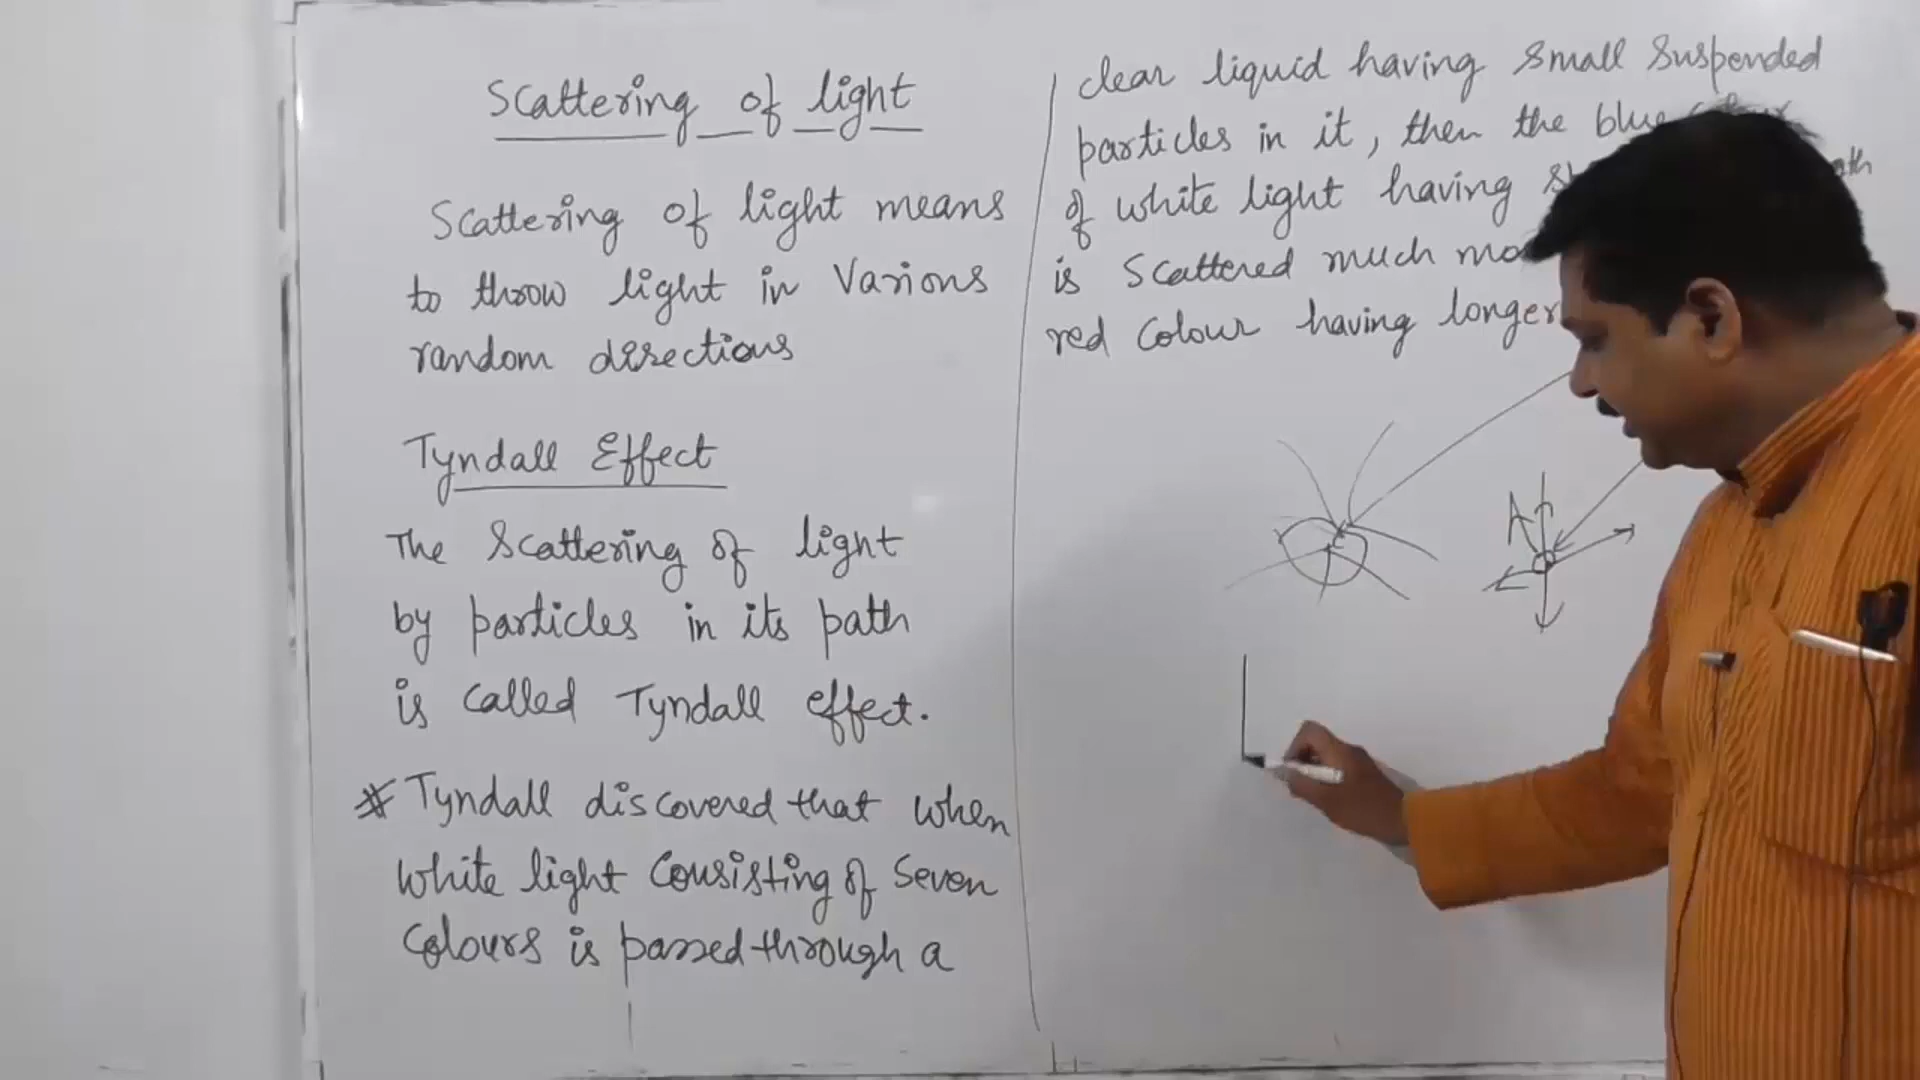 Scattering of light
Scattering of light means
to throw light in Various
random directions
Tyndall Effect
The Scattering of light
by particles in its path
is called Tyndall effect.
* Tyndall discovered that when
white light Consisting of Seven
Colours is passed through a
clear liquid having small suspended
particles in it, then the blue
of white light having
is Scattered much
red Colour having longer
A